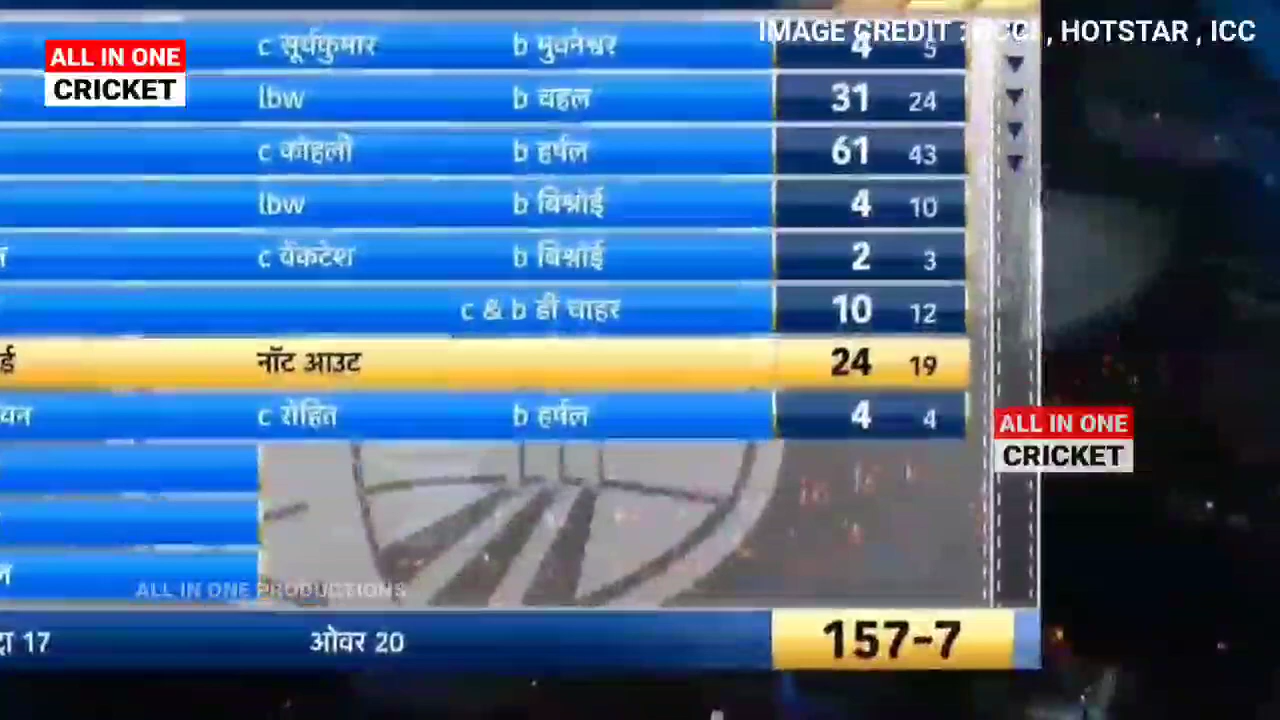 IMAGE CREDIT : BCCI , HOTSTAR , ICC
ALL IN ONE
CRICKET
c सूर्यकुमार b भुवनेश्वर 4 5
lbw b चहल 31 24
c कोहली b हर्षल 61 43
lbw b बिश्नोई 4 10
c वेंकटेश b बिश्नोई 2 3
c & b डी चाहर 10 12
नॉट आउट 24 19
c रोहित b हर्षल 4 4
ALL IN ONE
CRICKET
ALL IN ONE PRODUCTIONS
17 ओवर 20 157-7